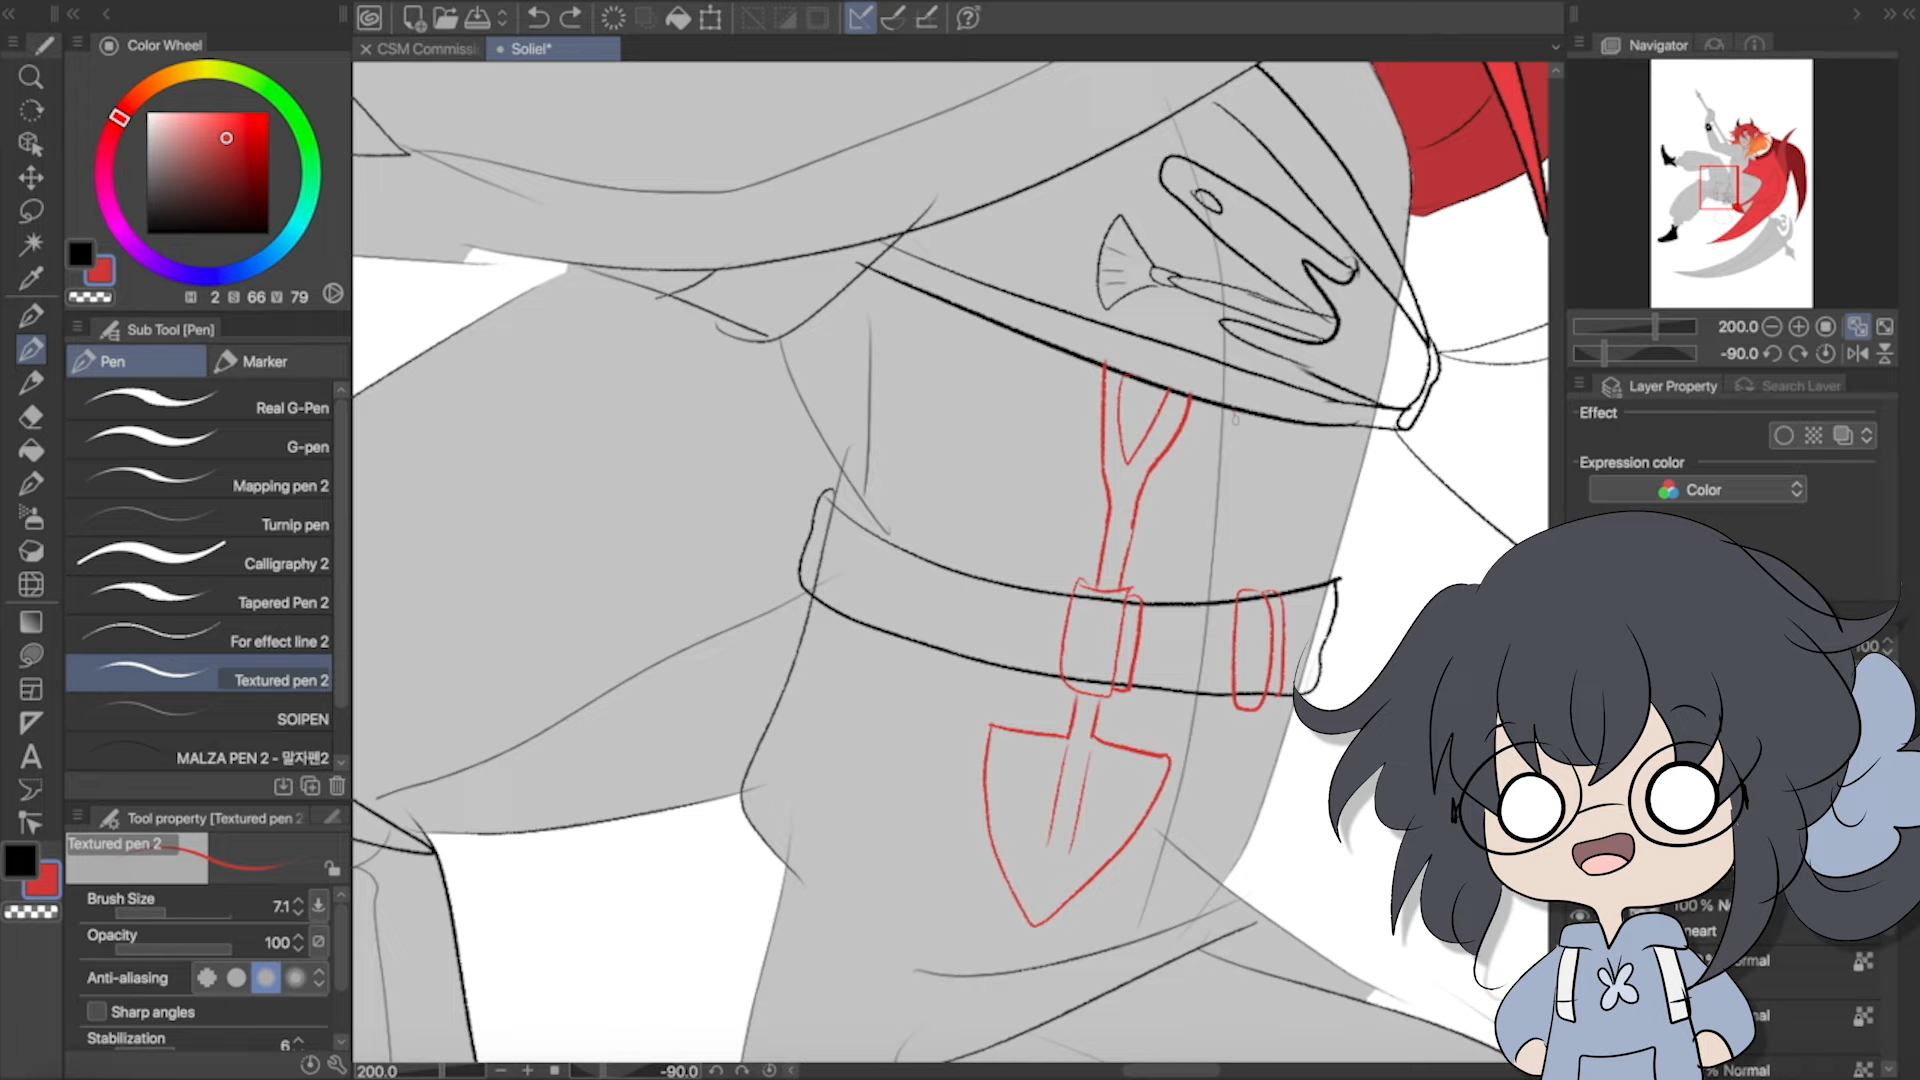 Color Wheel
H 2 S 66 V 79
Sub Tool [Pen]
Pen
Marker
Real G-Pen
G-pen
Mapping pen 2
Turnip pen
Calligraphy 2
Tapered Pen 2
For effect line 2
Textured pen 2
SOIPEN
MALZA PEN 2 - 말자펜2
Tool property [Textured pen 2
Textured pen 2
Brush Size
7.1
Opacity
100
Anti-aliasing
Sharp angles
Stabilization
6
CSM Commissi
Soliel*
200.0
-90.0
Navigator
200.0
-90.0
Layer Property
Search Layer
Effect
Expression color
Color
100
100 % No
neart
% Normal
% Normal